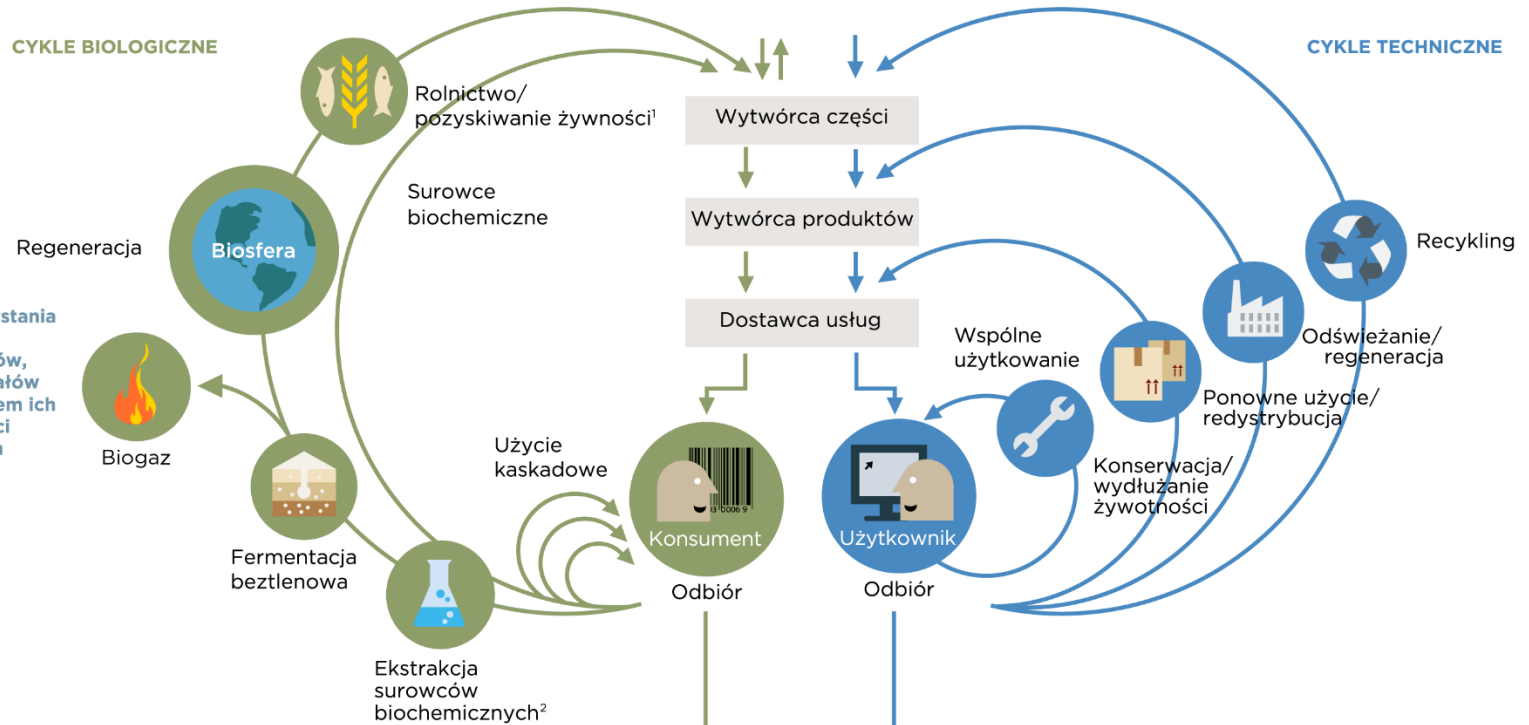 CYKLE BIOLOGICZNE
CYKLE TECHNICZNE
Rolnictwo/
pozyskiwanie żywności¹
Surowce
biochemiczne
Regeneracja
Biosfera
Biogaz
Fermentacja
beztlenowa
Ekstrakcja
surowców
biochemicznych²
Użycie
kaskadowe
Wytwórca części
Wytwórca produktów
Dostawca usług
Konsument
Odbiór
Użytkownik
Odbiór
Wspólne
użytkowanie
Konserwacja/
wydłużanie
żywotności
Ponowne użycie/
redystrybucja
Odświeżanie/
regeneracja
Recykling
em ich